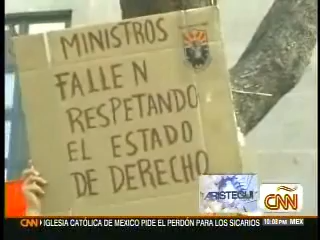 MINISTROS
FALLEN
RESPETANDO
EL ESTADO
DE DERECHO
ARISTEGUI
CNN
CNN IGLESIA CATÓLICA DE MEXICO PIDE EL PERDÓN PARA LOS SICARIOS 10:00 PM MEX